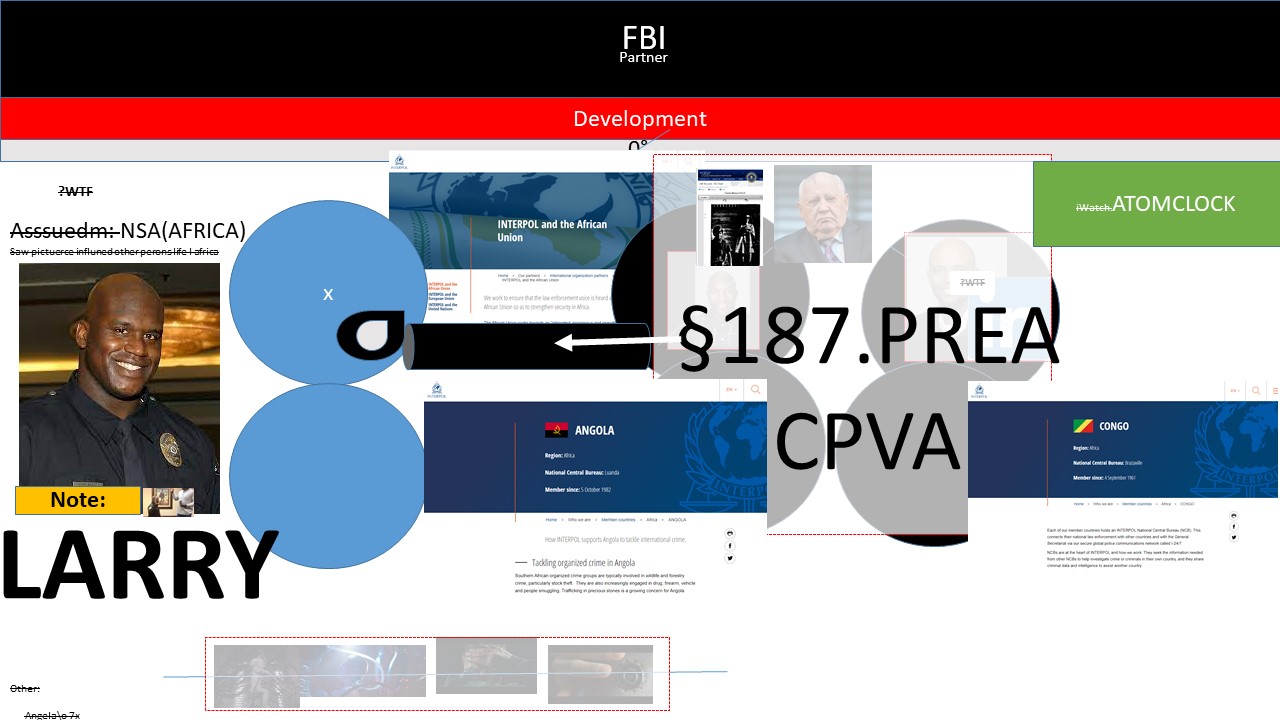 FBI
Partner
Development
0°
?WTF
Asssuedm: NSA(AFRICA)
Saw pictuerce influned other perons life I africa
X
INTERPOL and the African
Union
Home > Our partners > International organization partners >
INTERPOL and the African Union
INTERPOL and the
African Union
INTERPOL and the
European Union
INTERPOL and the
United Nations
We work to ensure that the law enforcement voice is heard
African Union so as to strengthen security in Africa.
iWatch.ATOMCLOCK
?WTF
§187.PREA
CPVA
EN
ANGOLA
Region: Africa
National Central Bureau: Luanda
Member since: 5 October 1982
Home > Who we are > Member countries > Africa > ANGOLA
How INTERPOL supports Angola to tackle international crime.
Tackling organized crime in Angola
Southern African organized crime groups are typically involved in wildlife and forestry
crime, particularly stock theft. They are also increasingly engaged in drug, firearm, vehicle
and people smuggling. Trafficking in precious stones is a growing concern for Angola.
EN
CONGO
Region: Africa
National Central Bureau: Brazzaville
Member since: 4 September 1961
Home > Who we are > Member countries > Africa > CONGO
Each of our member countries hosts an INTERPOL National Central Bureau (NCB). This
connects their national law enforcement with other countries and with the General
Secretariat via our secure global police communications network called I-24/7.
NCBs are at the heart of INTERPOL and how we work. They seek the information needed
from other NCBs to help investigate crime or criminals in their own country, and they share
criminal data and intelligence to assist another country.
Note:
LARRY
Other:
Angela\o 7x